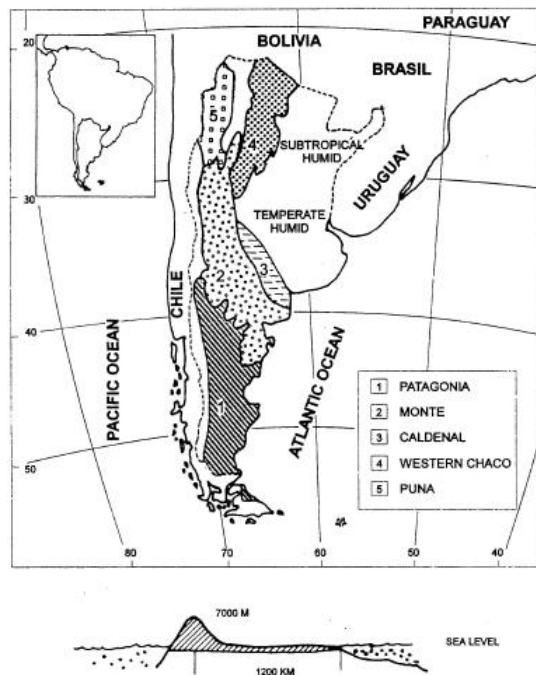 PARAGUAY
20
BOLIVIA
BRASIL
5
4
SUBTROPICAL
HUMID
URUGUAY
30
TEMPERATE
HUMID
3
2
CHILE
40
PACIFIC OCEAN
ATLANTIC OCEAN
1
1 PATAGONIA
2 MONTE
3 CALDENAL
4 WESTERN CHACO
5 PUNA
50
80
70
60
50
40
7000 M
SEA LEVEL
1200 KM